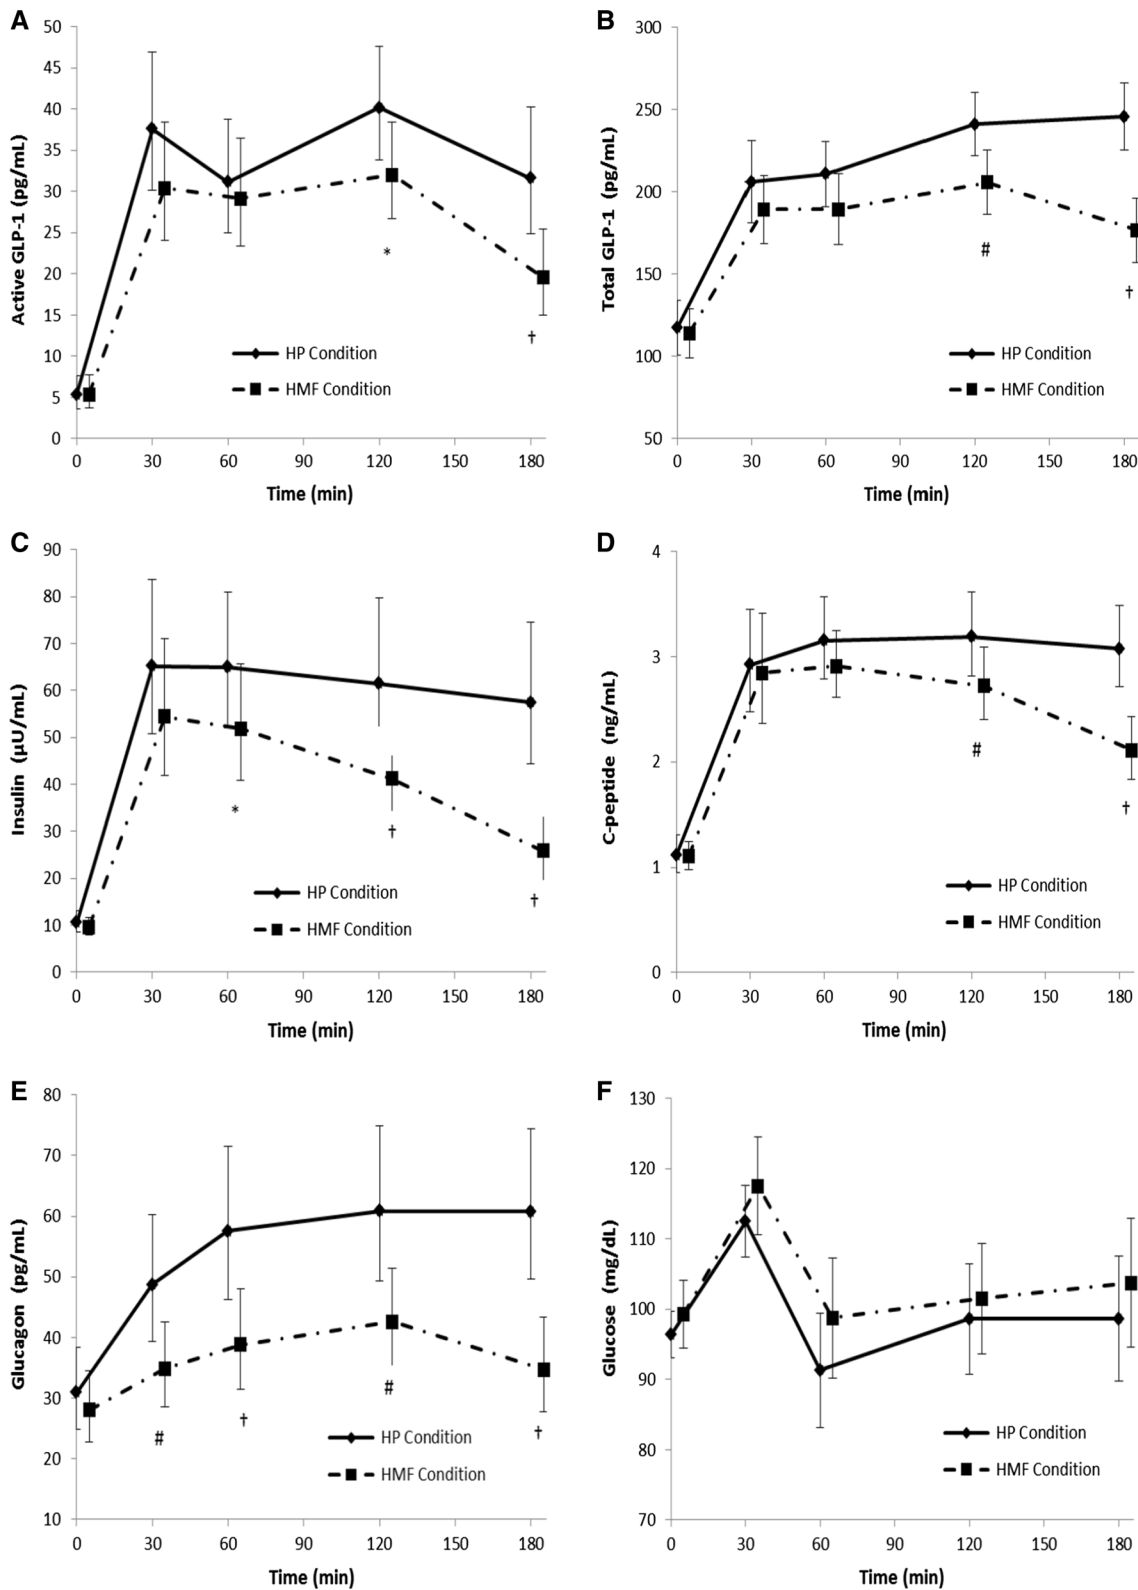 A
50
45
40
35
30
25
20
15
10
5
0
Active GLP-1 (pg/mL)
*
†
HP Condition
HMF Condition
0 30 60 90 120 150 180
Time (min)
B
300
250
200
150
100
50
Total GLP-1 (pg/mL)
#
†
HP Condition
HMF Condition
0 30 60 90 120 150 180
Time (min)
C
90
80
70
60
50
40
30
20
10
0
Insulin (µU/mL)
*
†
†
HP Condition
HMF Condition
0 30 60 90 120 150 180
Time (min)
D
4
3
2
1
0
C-peptide (ng/mL)
#
†
HP Condition
HMF Condition
0 30 60 90 120 150 180
Time (min)
E
80
70
60
50
40
30
20
10
Glucagon (pg/mL)
#
†
#
†
HP Condition
HMF Condition
0 30 60 90 120 150 180
Time (min)
F
130
120
110
100
90
80
70
Glucose (mg/dL)
HP Condition
HMF Condition
0 30 60 90 120 150 180
Time (min)